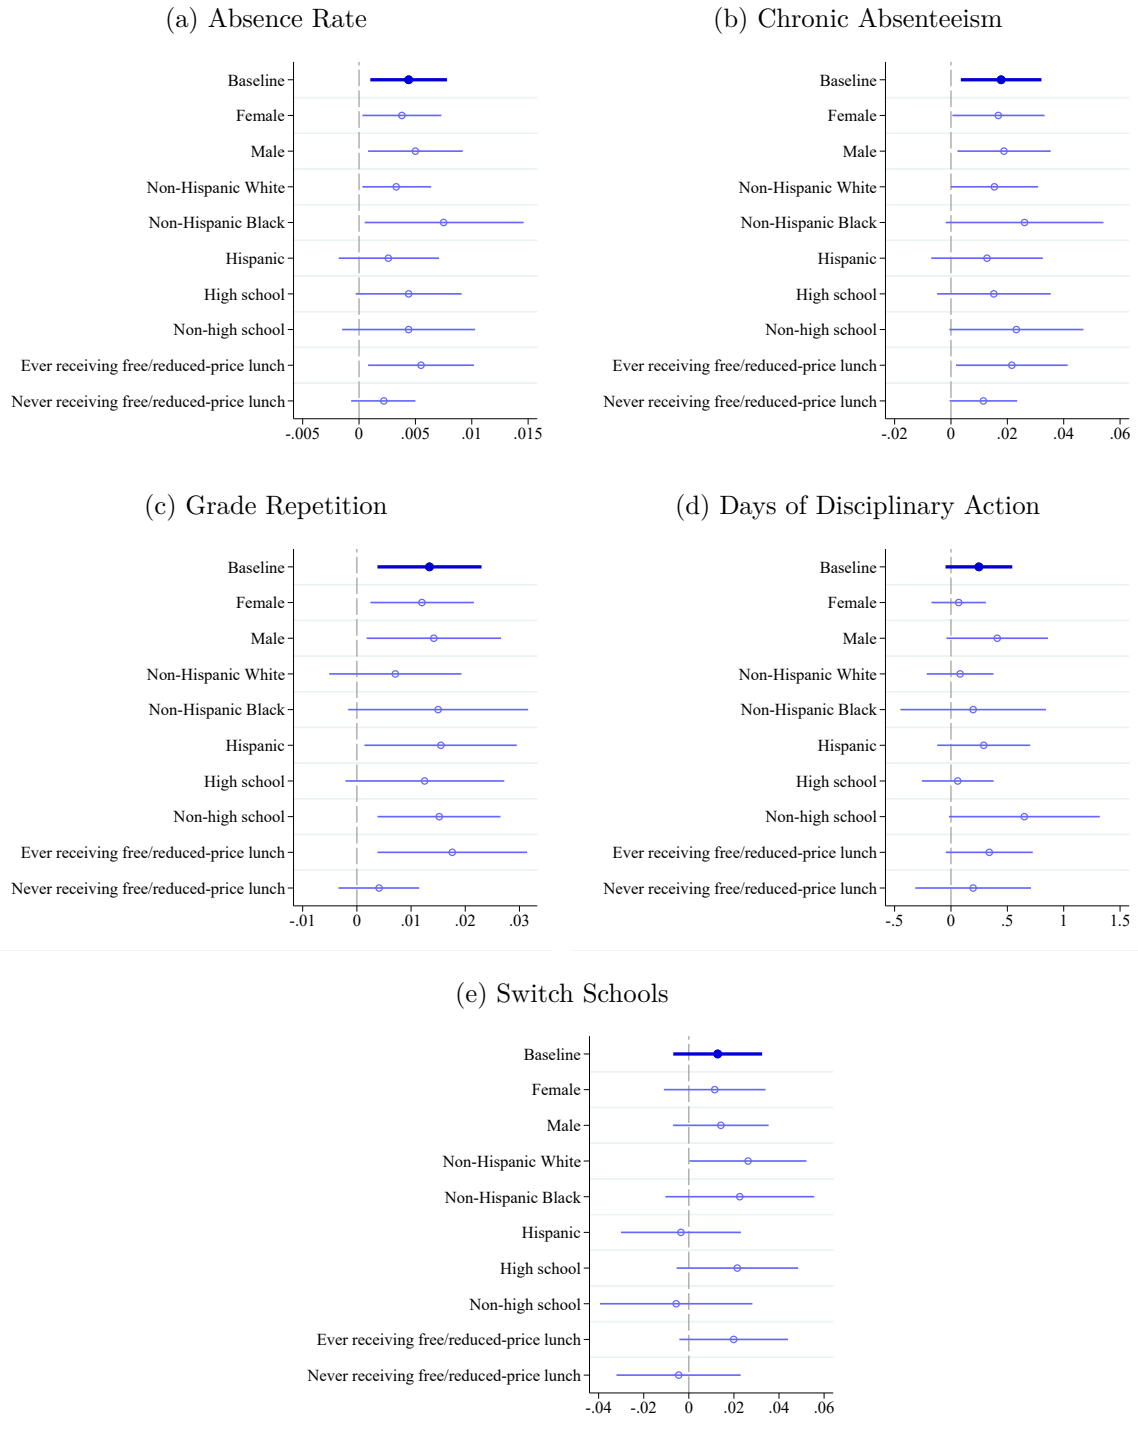 (a) Absence Rate
Baseline
Female
Male
Non-Hispanic White
Non-Hispanic Black
Hispanic
High school
Non-high school
Ever receiving free/reduced-price lunch
Never receiving free/reduced-price lunch
-.005 0 .005 .01 .015
(b) Chronic Absenteeism
Baseline
Female
Male
Non-Hispanic White
Non-Hispanic Black
Hispanic
High school
Non-high school
Ever receiving free/reduced-price lunch
Never receiving free/reduced-price lunch
-.02 0 .02 .04 .06
(c) Grade Repetition
Baseline
Female
Male
Non-Hispanic White
Non-Hispanic Black
Hispanic
High school
Non-high school
Ever receiving free/reduced-price lunch
Never receiving free/reduced-price lunch
-.01 0 .01 .02 .03
(d) Days of Disciplinary Action
Baseline
Female
Male
Non-Hispanic White
Non-Hispanic Black
Hispanic
High school
Non-high school
Ever receiving free/reduced-price lunch
Never receiving free/reduced-price lunch
-.5 0 .5 1 1.5
(e) Switch Schools
Baseline
Female
Male
Non-Hispanic White
Non-Hispanic Black
Hispanic
High school
Non-high school
Ever receiving free/reduced-price lunch
Never receiving free/reduced-price lunch
-.04 -.02 0 .02 .04 .06